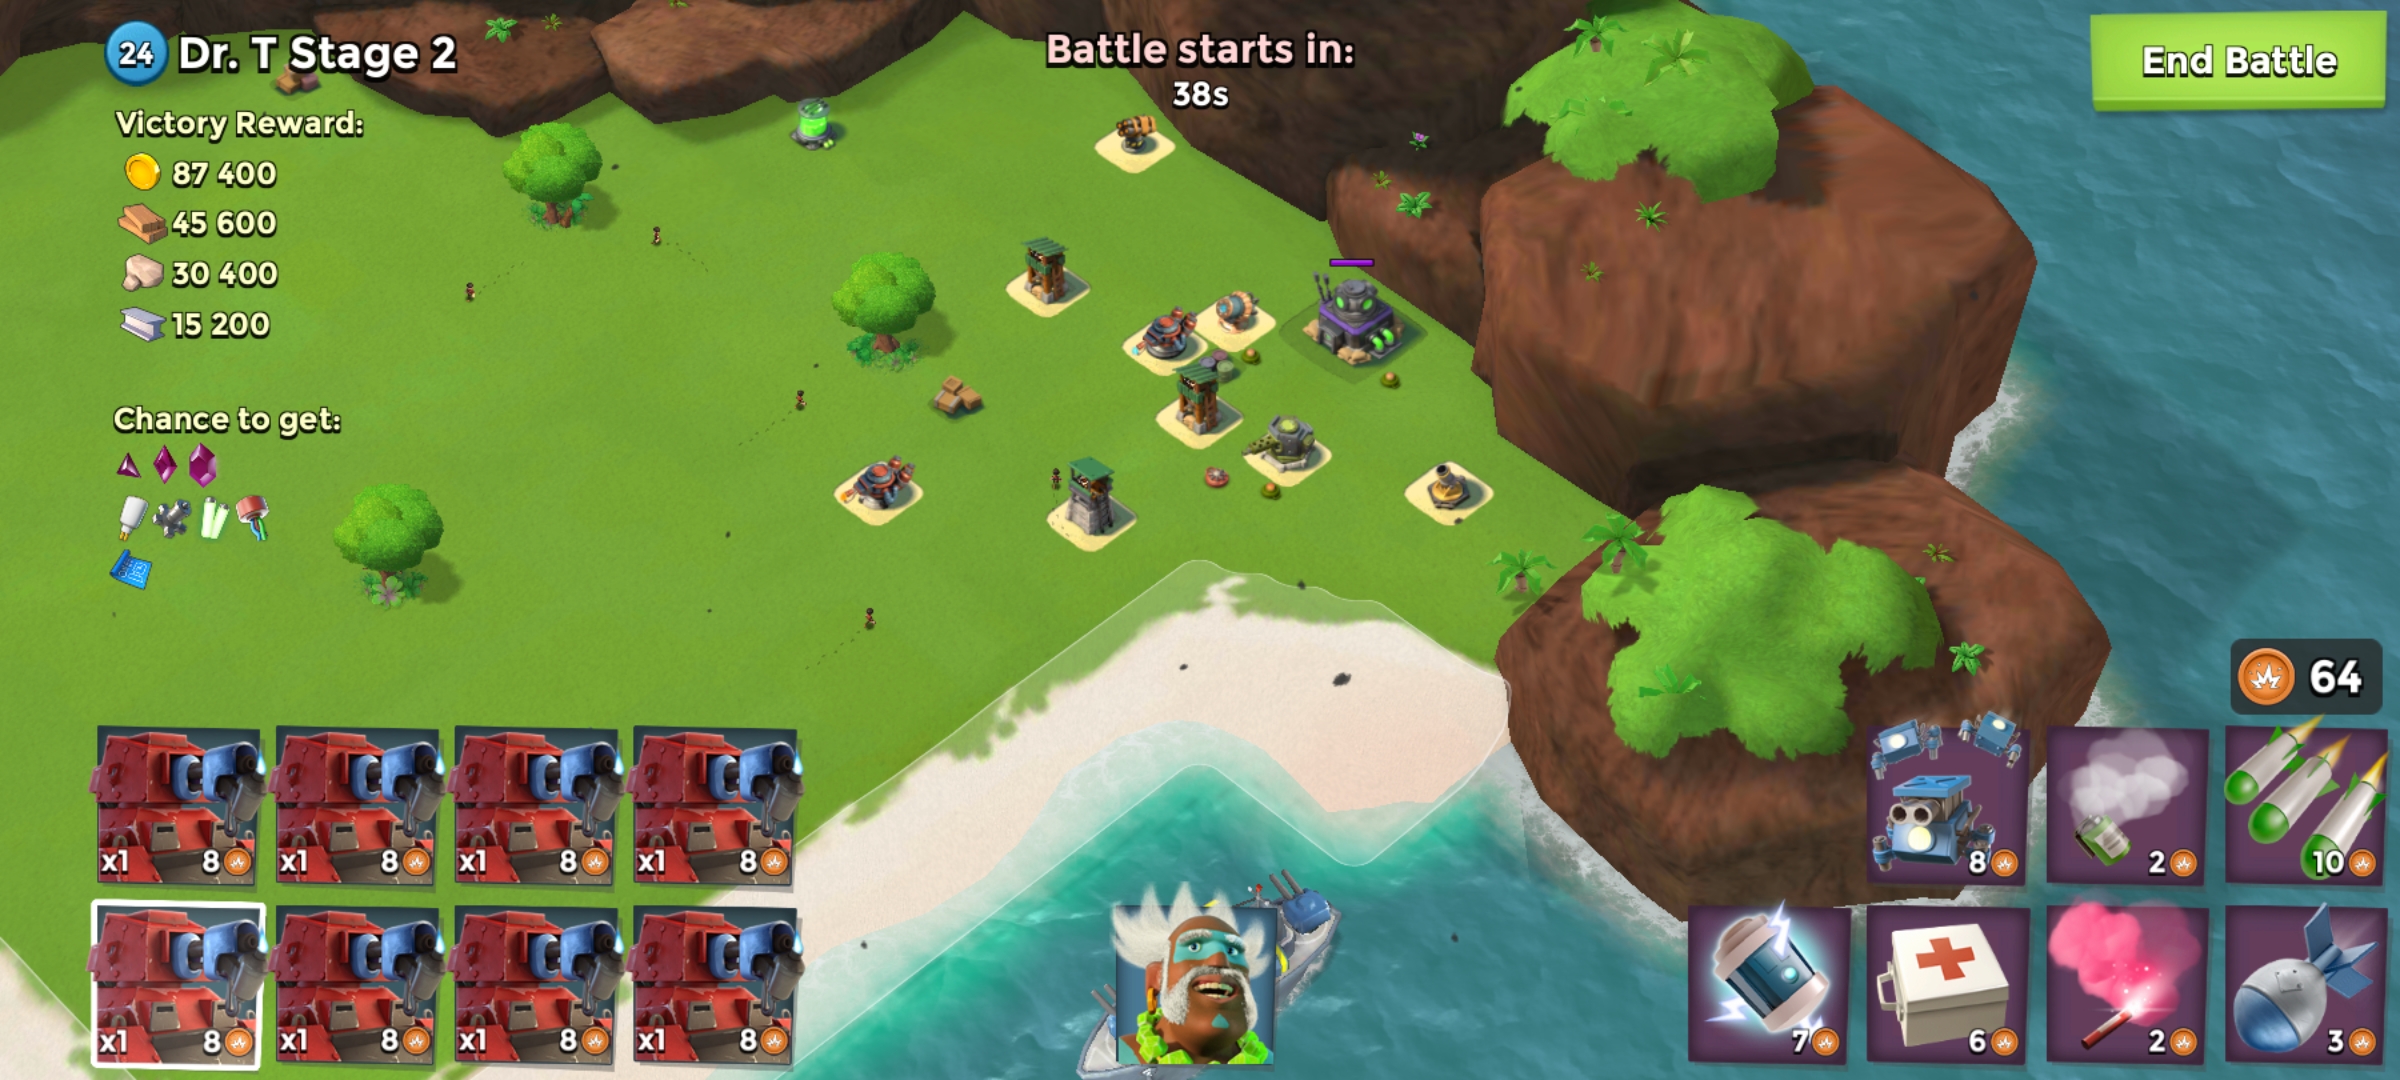 24 Dr. T Stage 2
Victory Reward:
87 400
45 600
30 400
15 200
Chance to get:
Battle starts in:
38s
End Battle
64
x1 8 x1 8 x1 8 x1 8
8 2 10
x1 8 x1 8 x1 8 x1 8
7 6 2 3